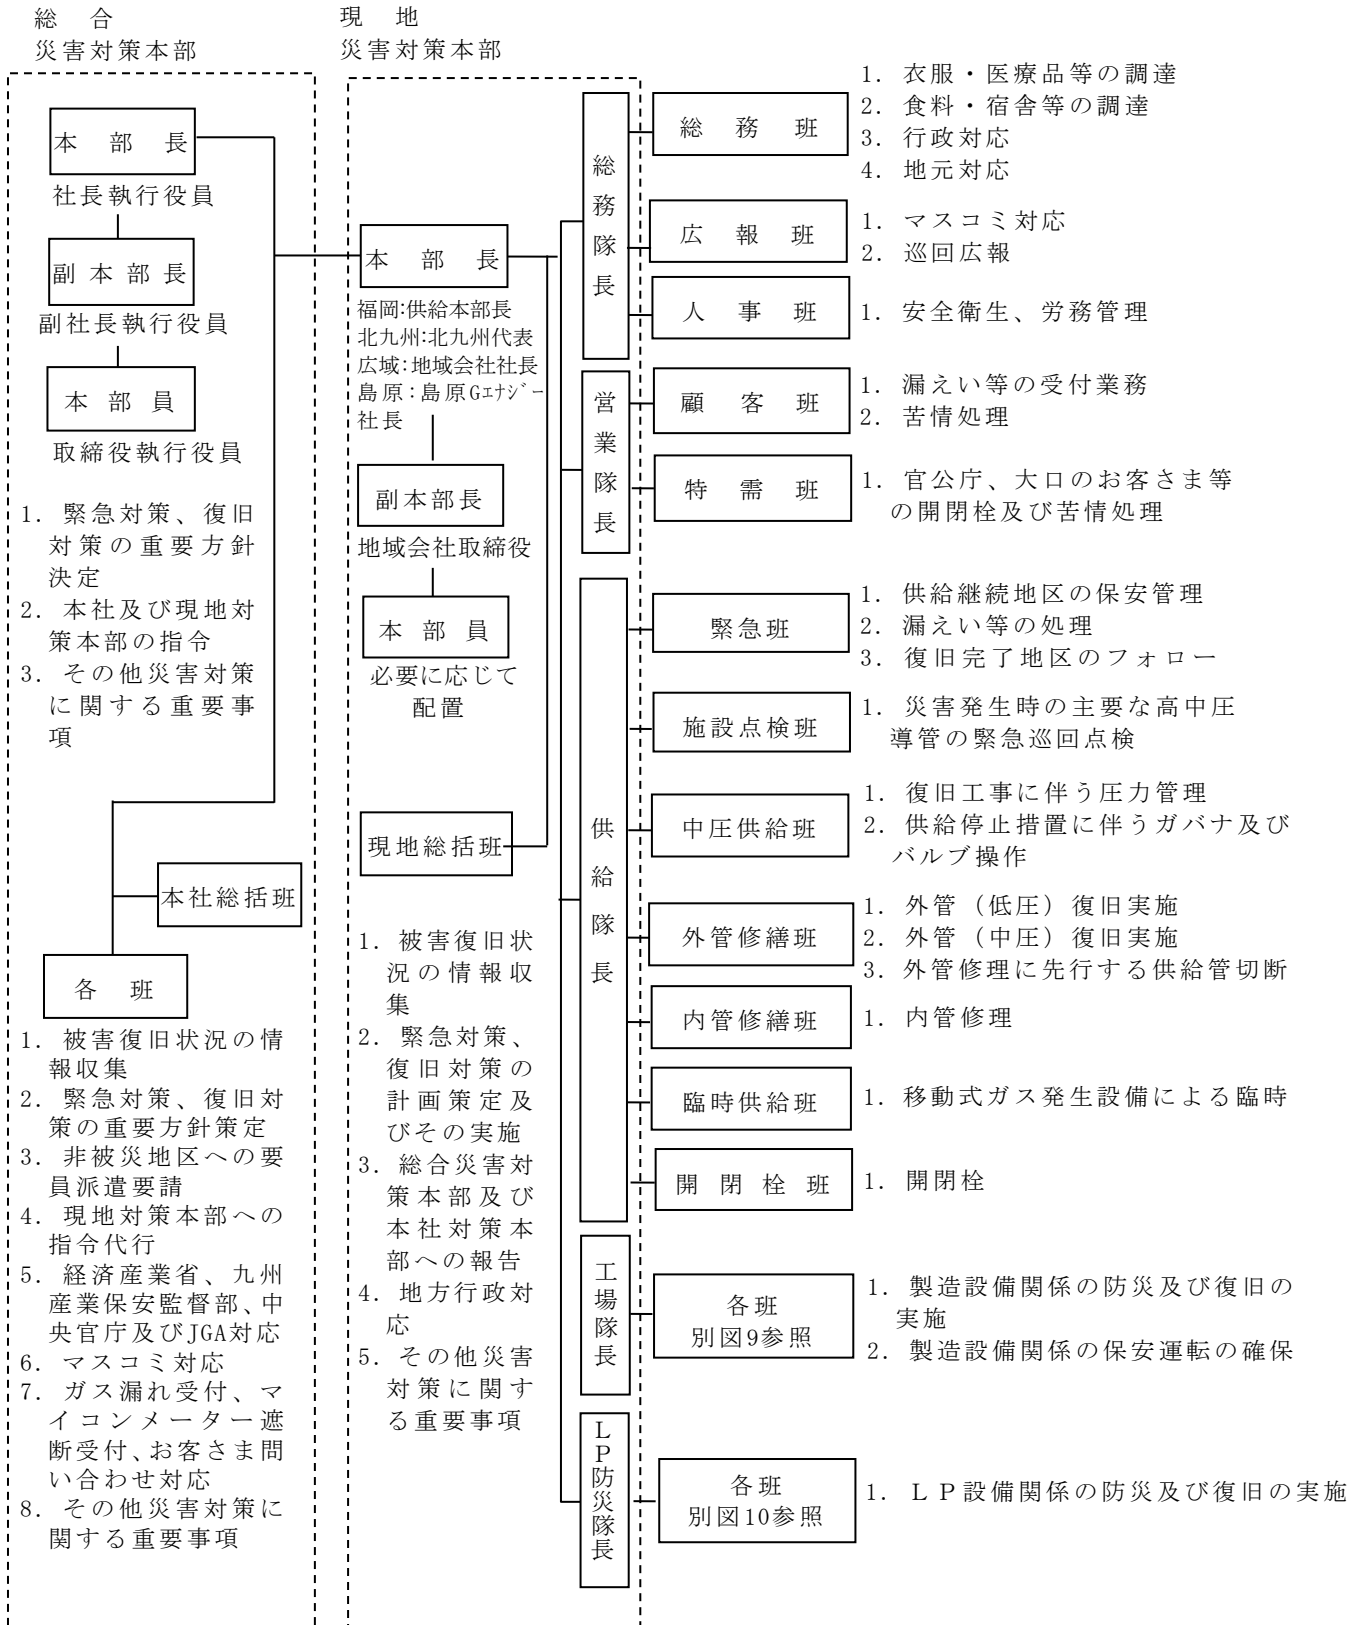 総　合
災害対策本部
本　部　長
社長執行役員
副本部長
副社長執行役員
本部員
取締役執行役員
1. 緊急対策、復旧
対策の重要方針
決定
2. 本社及び現地対
策本部の指令
3. その他災害対策
に関する重要事
項
本社総括班
各　班
1. 被害復旧状況の情
報収集
2. 緊急対策、復旧対
策の重要方針策定
3. 非被災地区への要
員派遣要請
4. 現地対策本部への
指令代行
5. 経済産業省、九州
産業保安監督部、中
央官庁及びJGA対応
6. マスコミ対応
7. ガス漏れ受付、マ
イコンメーター遮
断受付、お客さま問
い合わせ対応
8. その他災害対策に
関する重要事項
現　地
災害対策本部
本　部　長
福岡:供給本部長
北九州:北九州代表
広域:地域会社社長
島原:島原Gｴﾅｼﾞｰ
社長
副本部長
地域会社取締役
本部員
必要に応じて
配置
現地総括班
1. 被害復旧状
況の情報収
集
2. 緊急対策、
復旧対策の
計画策定及
びその実施
3. 総合災害対
策本部及び
本社対策本
部への報告
4. 地方行政対
応
5. その他災害
対策に関す
る重要事項
総務隊長
総　務　班
1. 衣服・医療品等の調達
2. 食料・宿舎等の調達
3. 行政対応
4. 地元対応
広　報　班
1. マスコミ対応
2. 巡回広報
人　事　班
1. 安全衛生、労務管理
営業隊長
顧　客　班
1. 漏えい等の受付業務
2. 苦情処理
特　需　班
1. 官公庁、大口のお客さま等
の開閉栓及び苦情処理
供給隊長
緊急班
1. 供給継続地区の保安管理
2. 漏えい等の処理
3. 復旧完了地区のフォロー
施設点検班
1. 災害発生時の主要な高中圧
導管の緊急巡回点検
中圧供給班
1. 復旧工事に伴う圧力管理
2. 供給停止措置に伴うガバナ及び
バルブ操作
外管修繕班
1. 外管（低圧）復旧実施
2. 外管（中圧）復旧実施
3. 外管修理に先行する供給管切断
内管修繕班
1. 内管修理
臨時供給班
1. 移動式ガス発生設備による臨時
開閉栓班
1. 開閉栓
工場隊長
各班
別図9参照
1. 製造設備関係の防災及び復旧の
実施
2. 製造設備関係の保安運転の確保
ＬＰ防災隊長
各班
別図10参照
1. ＬＰ設備関係の防災及び復旧の実施